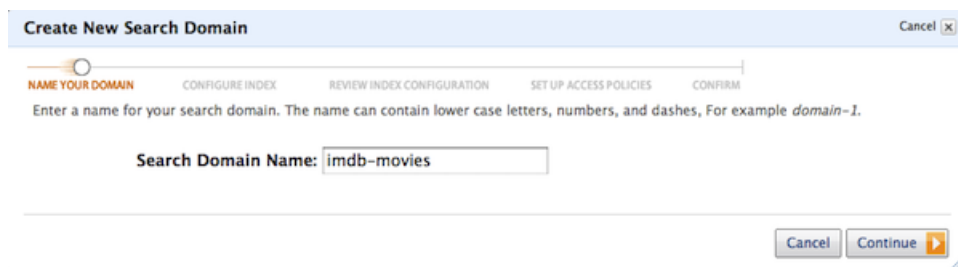 Create New Search Domain Cancel x
NAME YOUR DOMAIN CONFIGURE INDEX REVIEW INDEX CONFIGURATION SET UP ACCESS POLICIES CONFIRM
Enter a name for your search domain. The name can contain lower case letters, numbers, and dashes, For example domain-1.
Search Domain Name: imdb-movies
Cancel Continue